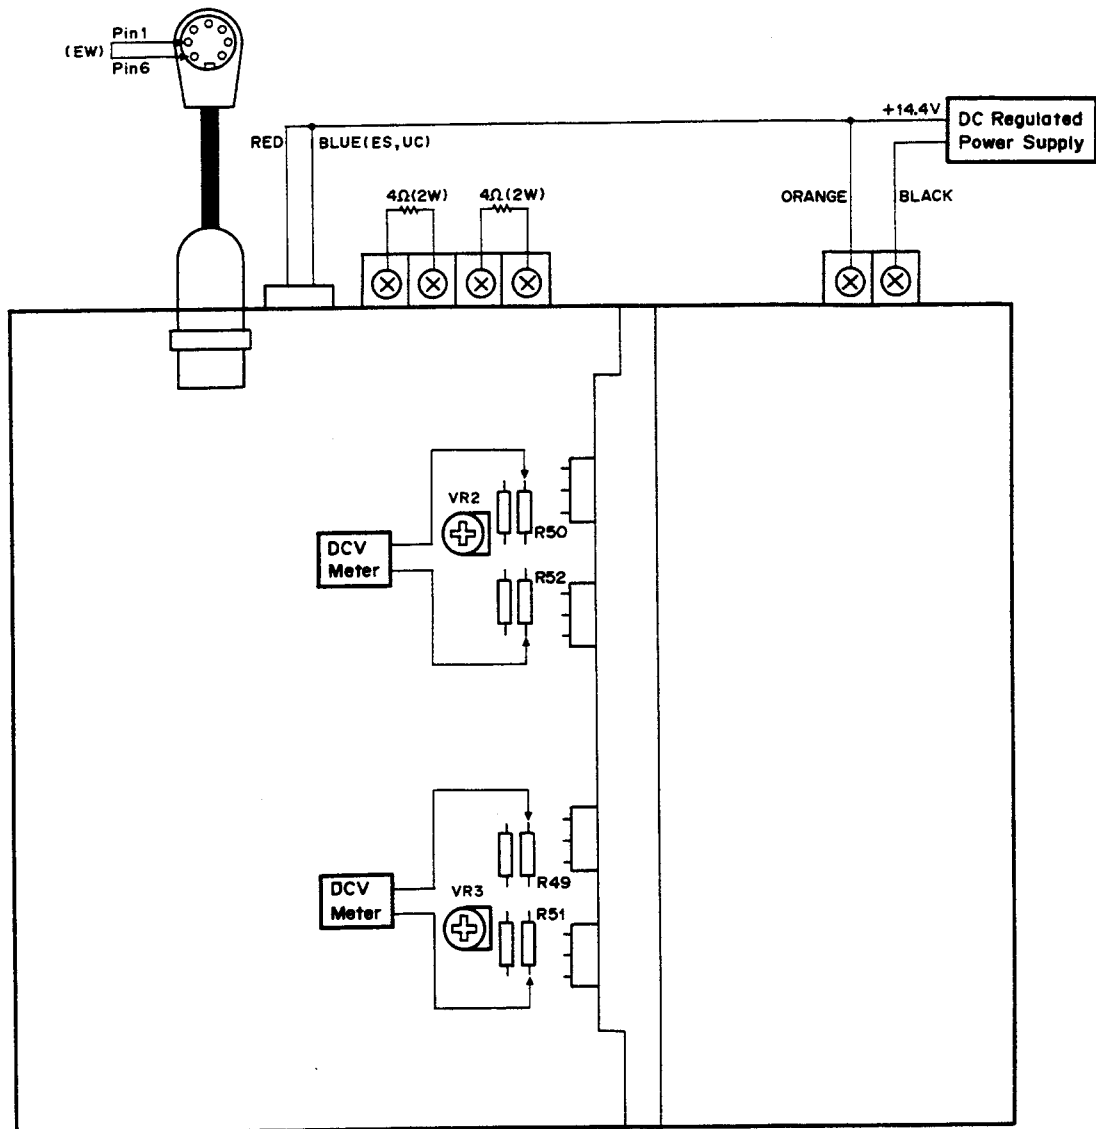 Pin1
(EW)
Pin6
+14.4V
DC Regulated
Power Supply
RED
BLUE(ES,UC)
4Ω(2W)
4Ω(2W)
ORANGE
BLACK
VR2
R50
DCV
Meter
R52
DCV
Meter
VR3
R49
R51